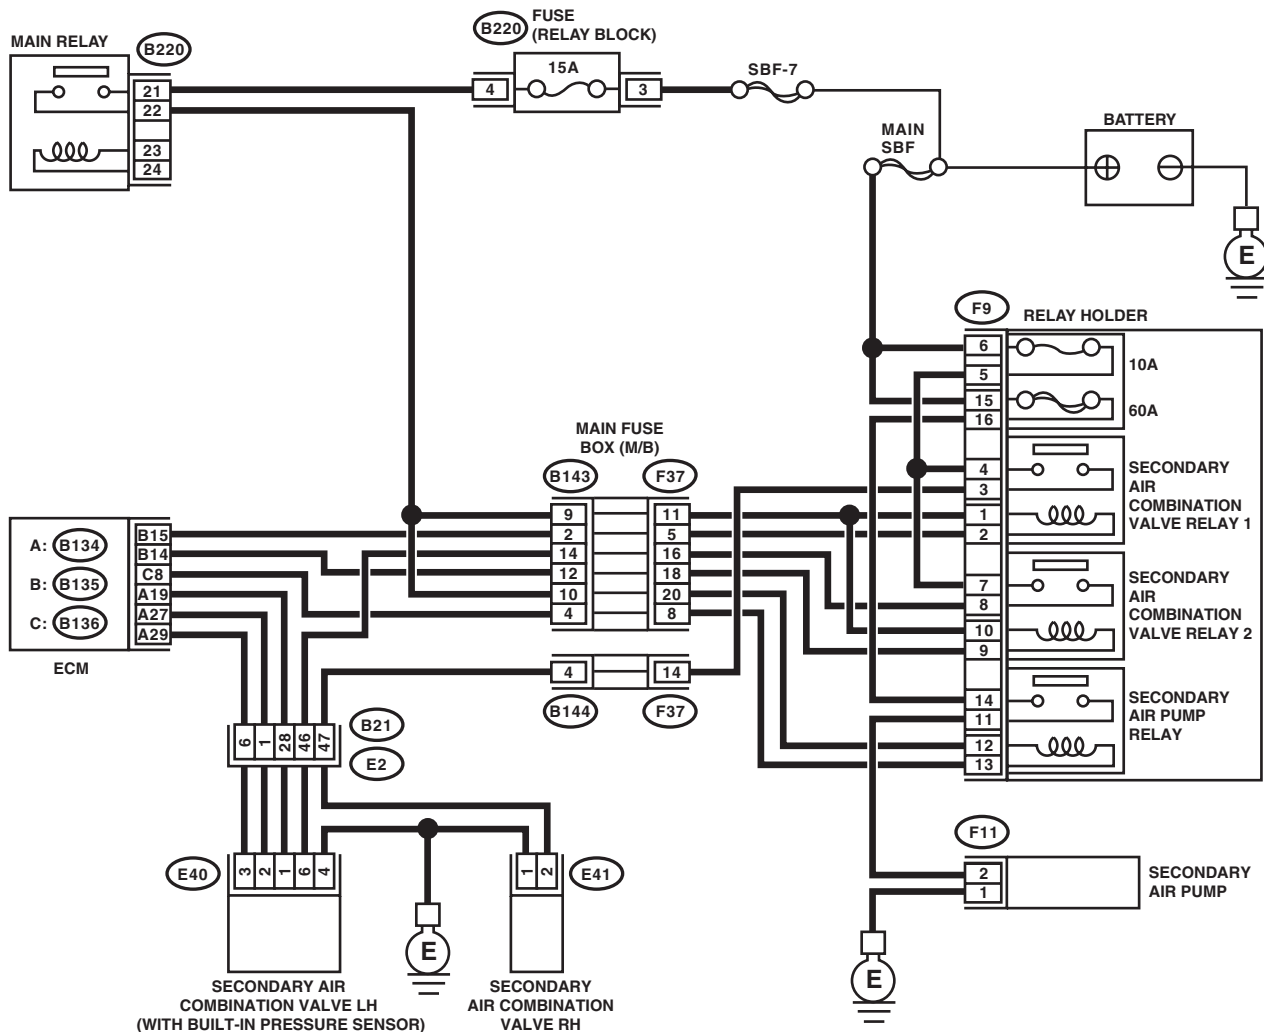 B220
FUSE
(RELAY BLOCK)
MAIN RELAY
B220
15A
SBF-7
21
22
23
24
4
3
MAIN
SBF
BATTERY
E
F9
RELAY HOLDER
6
5
15
16
10A
60A
4
3
1
2
SECONDARY
AIR
COMBINATION
VALVE RELAY 1
7
8
10
9
SECONDARY
AIR
COMBINATION
VALVE RELAY 2
14
11
12
13
SECONDARY
AIR PUMP
RELAY
MAIN FUSE
BOX (M/B)
B143
F37
9
11
2
5
14
16
12
18
10
20
4
8
4
14
B144
F37
A: B134
B: B135
C: B136
B15
B14
C8
A19
A27
A29
ECM
6
1
28
46
47
B21
E2
E40
3
2
1
6
4
E
1
2
E41
F11
2
1
SECONDARY
AIR PUMP
E
SECONDARY AIR
COMBINATION VALVE LH
(WITH BUILT-IN PRESSURE SENSOR)
SECONDARY
AIR COMBINATION
VALVE RH